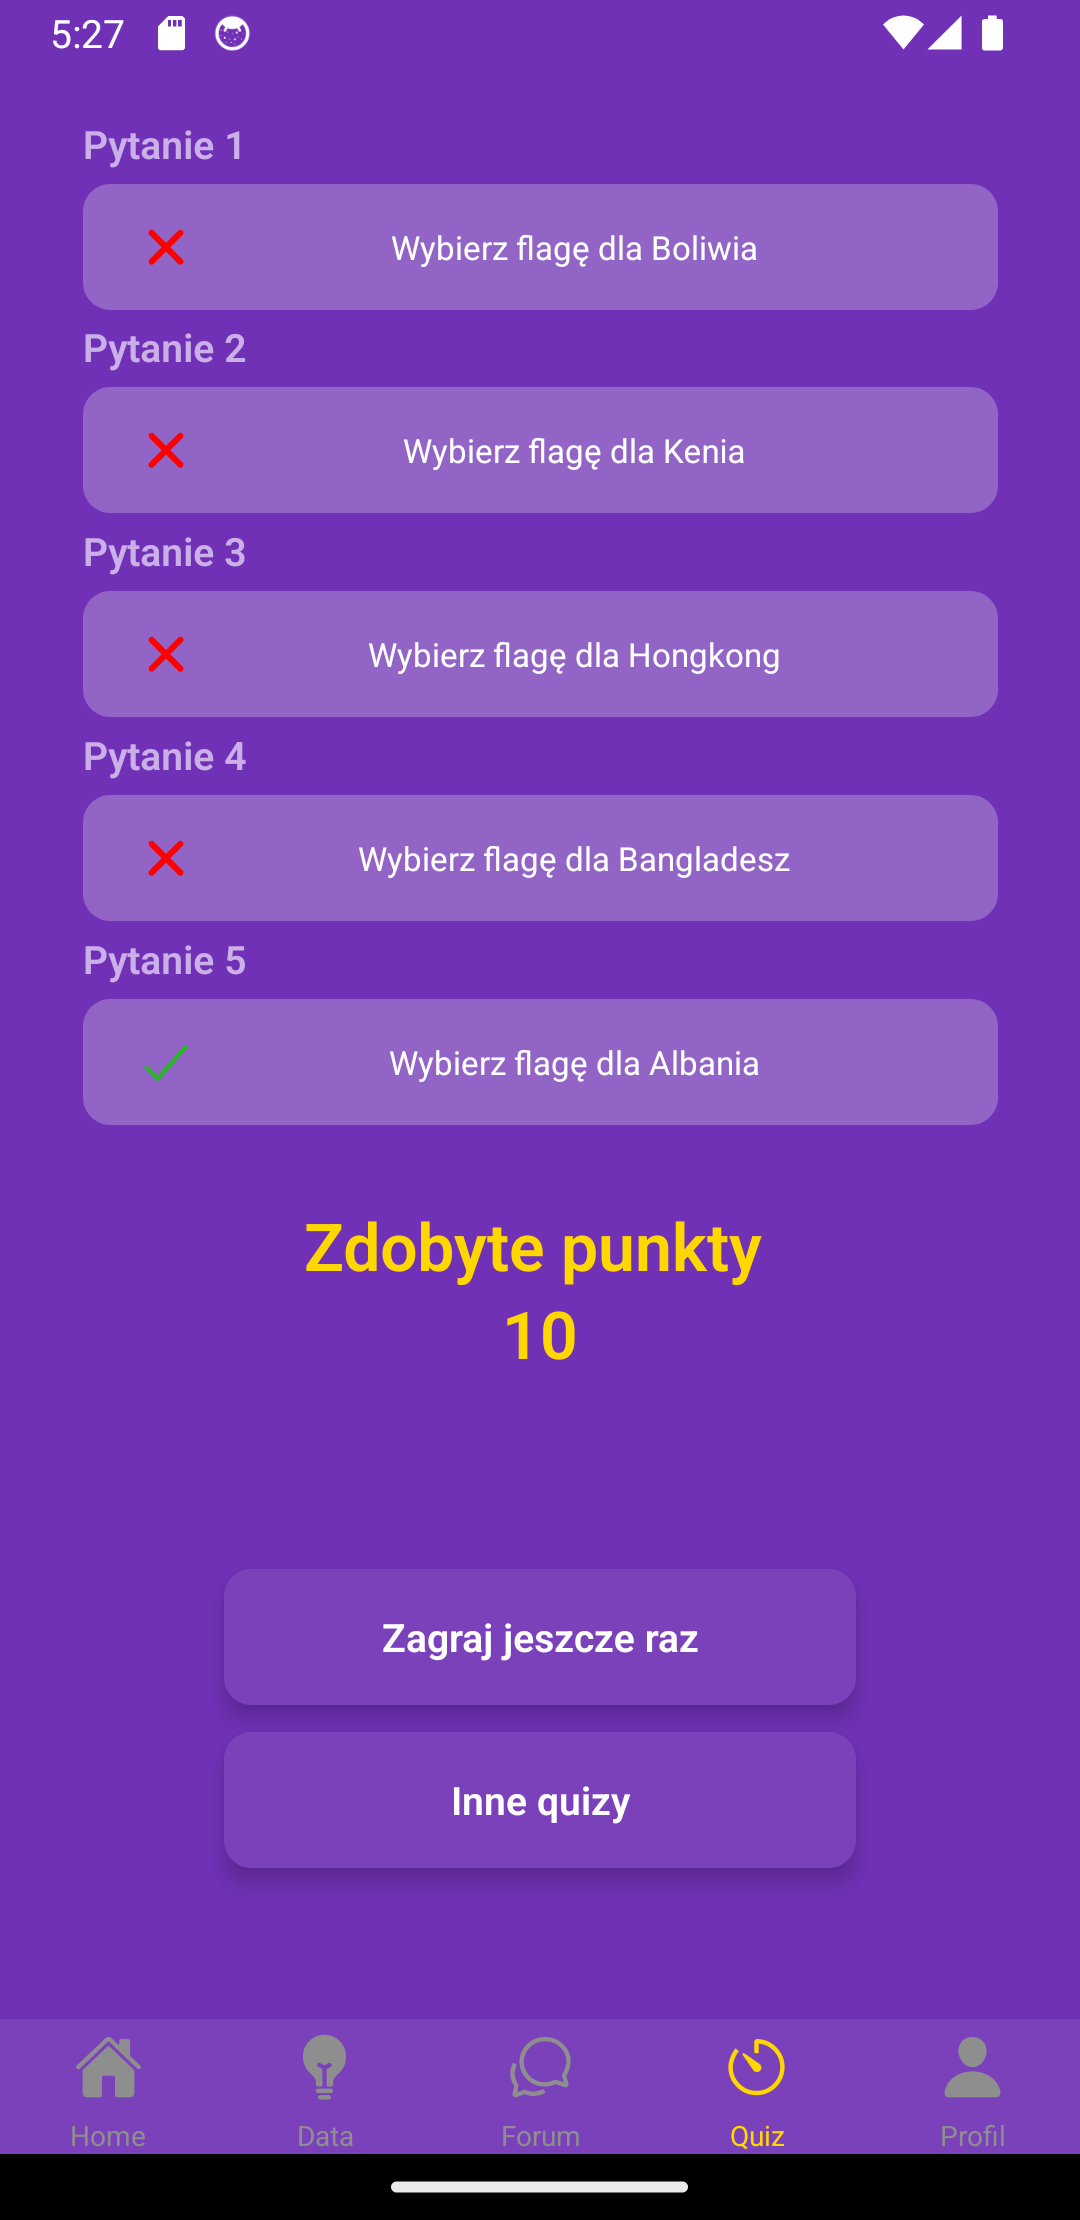 5:27
Pytanie 1
Wybierz flagę dla Boliwia
Pytanie 2
Wybierz flagę dla Kenia
Pytanie 3
Wybierz flagę dla Hongkong
Pytanie 4
Wybierz flagę dla Bangladesz
Pytanie 5
Wybierz flagę dla Albania
Zdobyte punkty
10
Zagraj jeszcze raz
Inne quizy
Home Data Forum Quiz Profil